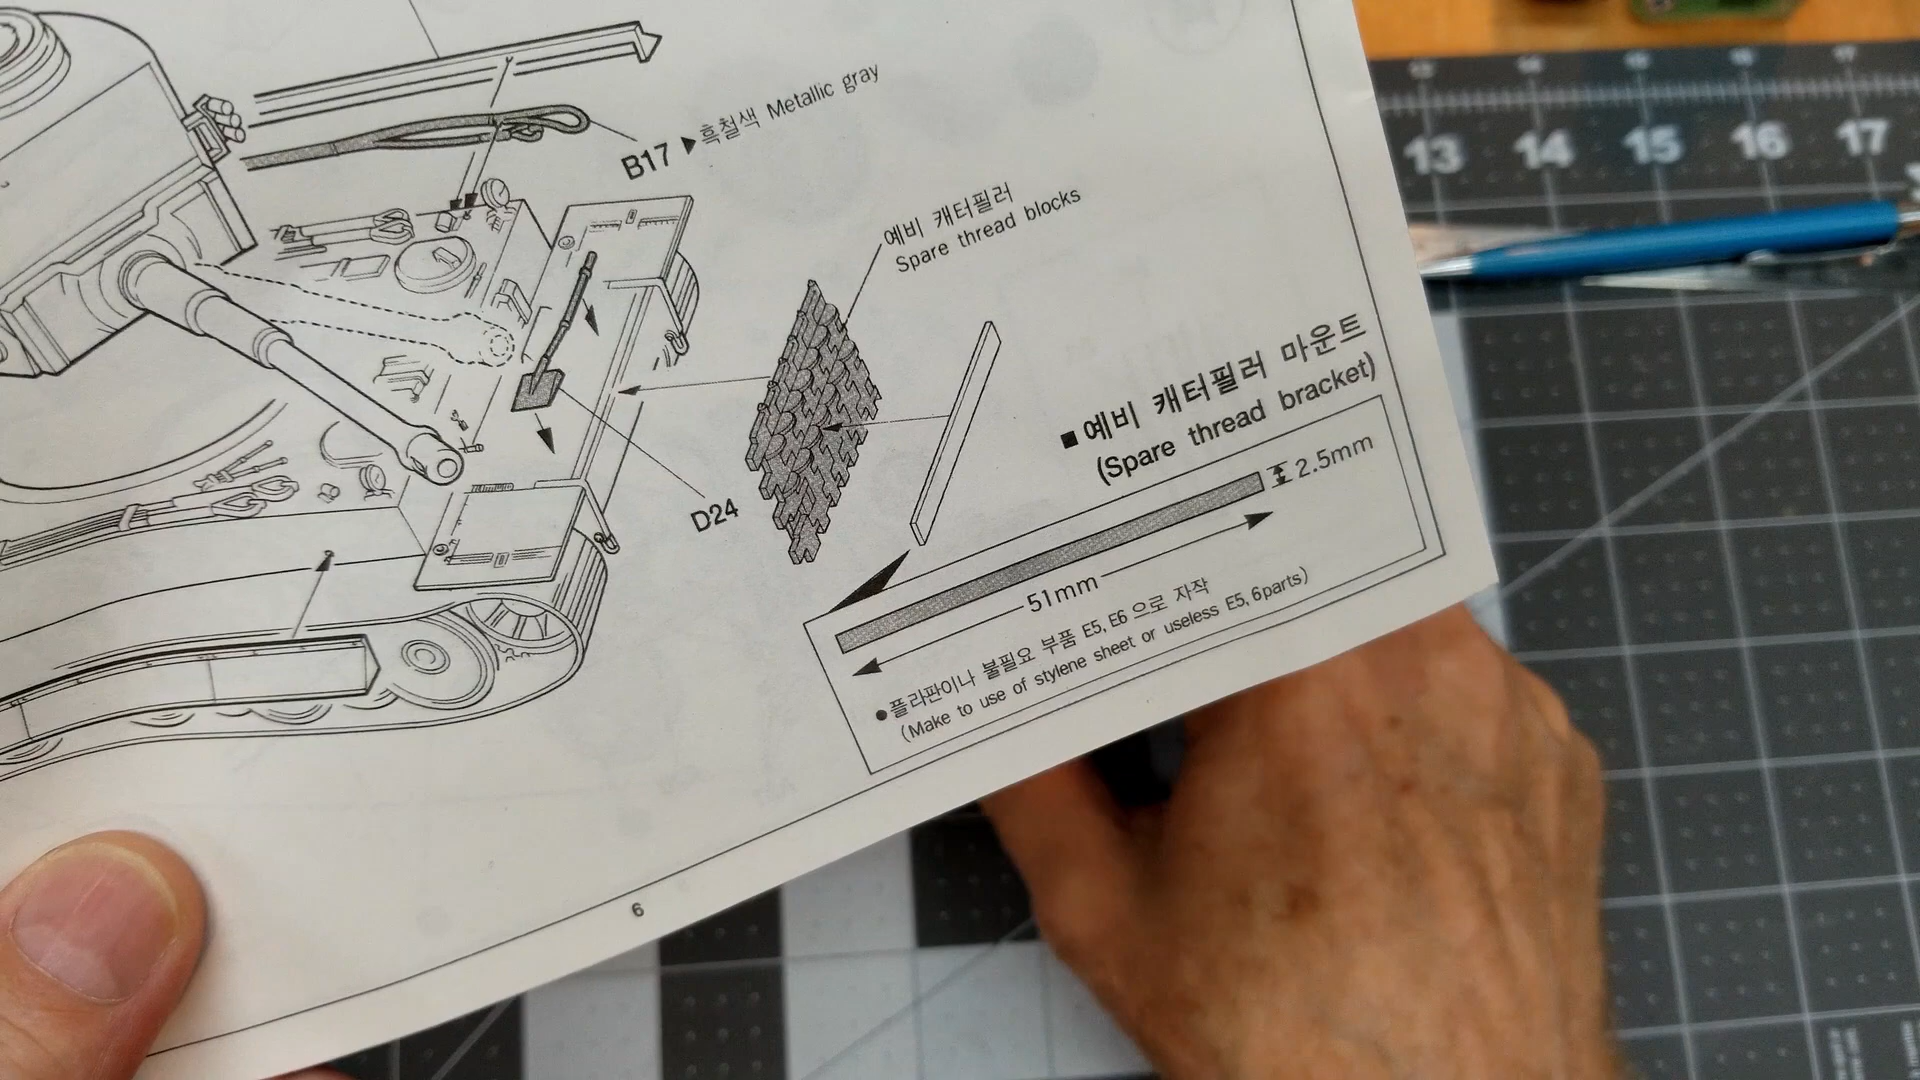 B17 ▶흑철색 Metallic gray
예비 캐터필러
Spare thread blocks
D24
■예비 캐터필러 마운트
(Spare thread bracket)
2.5mm
51mm
●플라판이나 불필요 부품 E5, E6 으로 자작
(Make to use of stylene sheet or useless E5, 6parts)
6
13 14 15 16 17